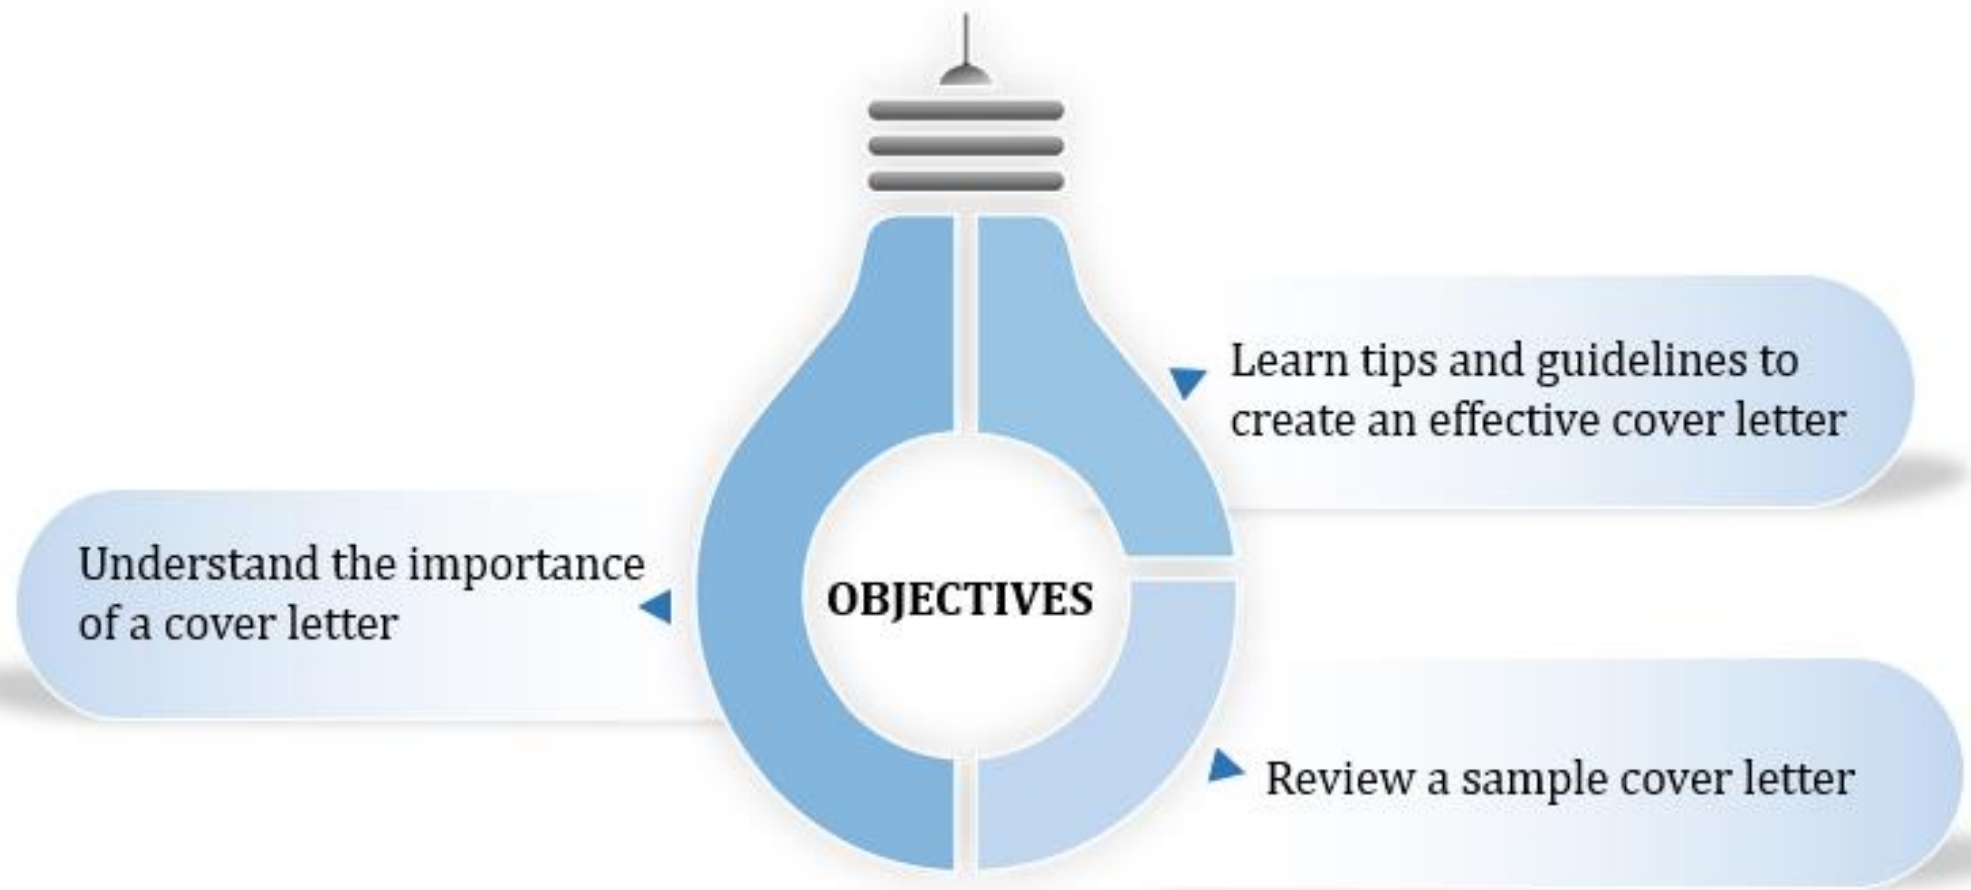 Learn tips and guidelines to
create an effective cover letter
Understand the importance
of a cover letter
OBJECTIVES
Review a sample cover letter